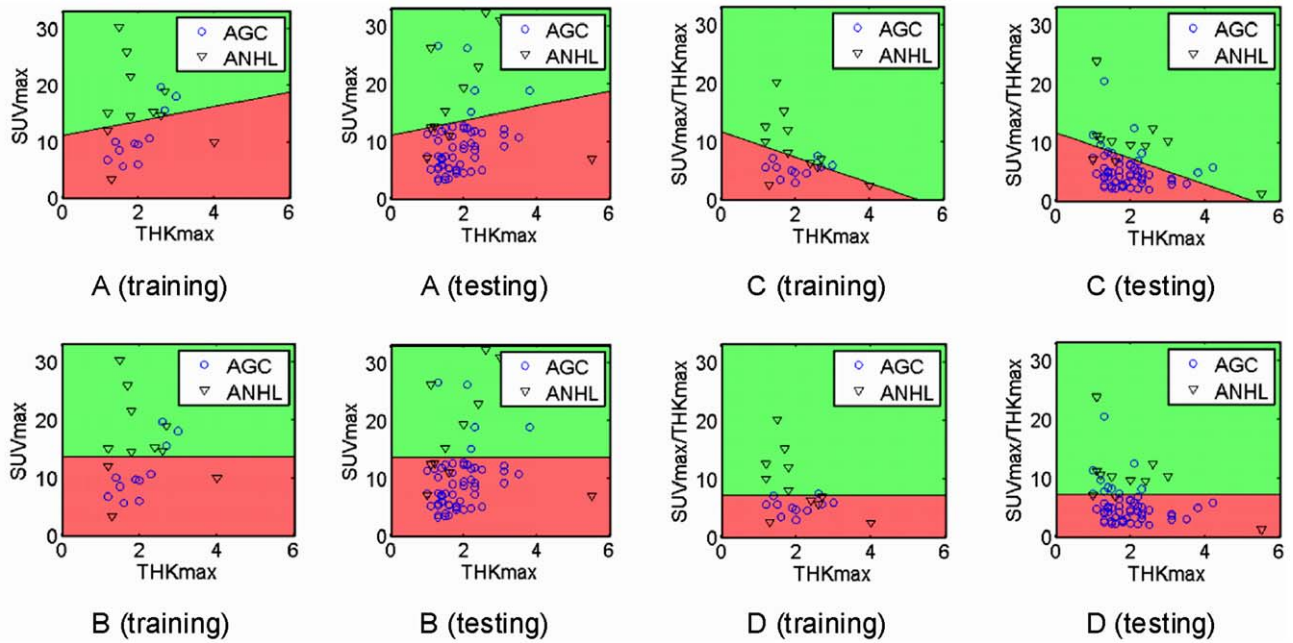 SUVmax
30
20
10
0
0 2 4 6
THKmax
AGC
ANHL
A (training)
SUVmax
30
20
10
0
0 2 4 6
THKmax
AGC
ANHL
A (testing)
SUVmax/THKmax
30
20
10
0
0 2 4 6
THKmax
AGC
ANHL
C (training)
SUVmax/THKmax
30
20
10
0
0 2 4 6
THKmax
AGC
ANHL
C (testing)
SUVmax
30
20
10
0
0 2 4 6
THKmax
AGC
ANHL
B (training)
SUVmax
30
20
10
0
0 2 4 6
THKmax
AGC
ANHL
B (testing)
SUVmax/THKmax
30
20
10
0
0 2 4 6
THKmax
AGC
ANHL
D (training)
SUVmax/THKmax
30
20
10
0
0 2 4 6
THKmax
AGC
ANHL
D (testing)